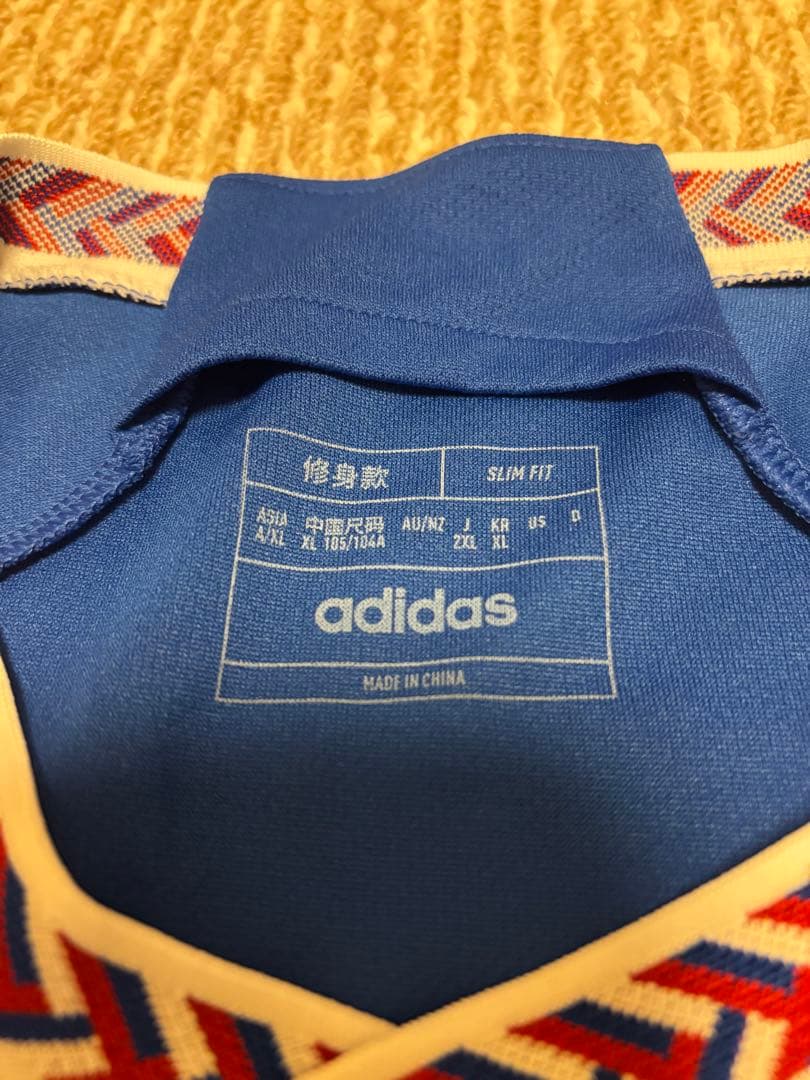 修身款 SLIM FIT
ASIA 中国尺码 AU/NZ J KR US D
A/XL XL 185/104A 2XL XL
adidas
MADE IN CHINA